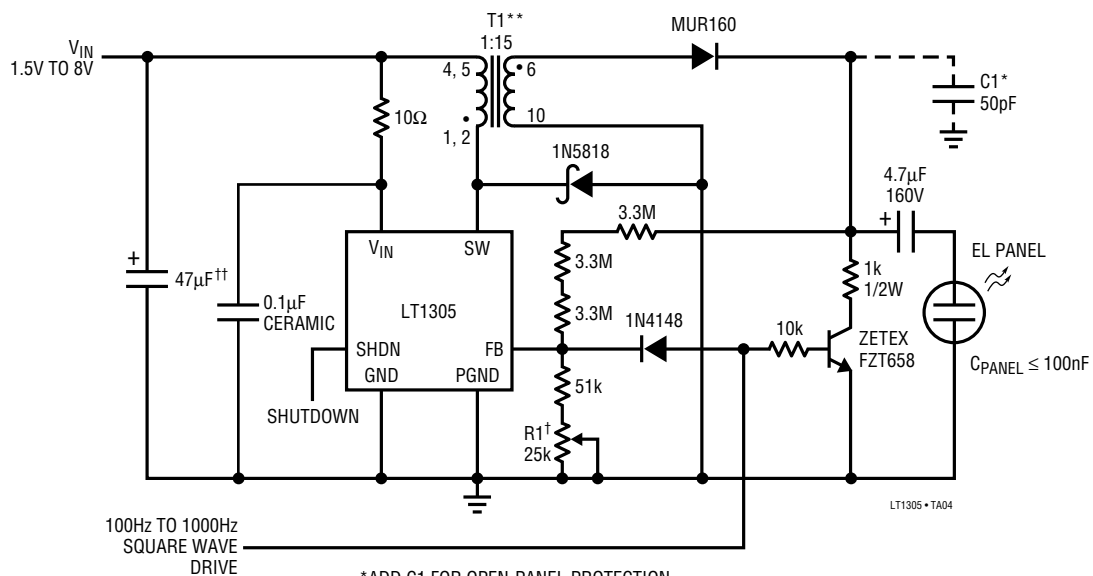 T1**
1:15
MUR160
VIN
1.5V TO 8V
4, 5
6
C1*
50pF
10Ω
10
1, 2
1N5818
4.7µF
160V
+
3.3M
EL PANEL
VIN
SW
3.3M
1k
1/2W
+
47µF††
0.1µF
CERAMIC
LT1305
3.3M
1N4148
10k
ZETEX
FZT658
SHDN
FB
GND
PGND
CPANEL ≤ 100nF
51k
SHUTDOWN
R1†
25k
LT1305 • TA04
100Hz TO 1000Hz
SQUARE WAVE
DRIVE
*ADD C1 FOR OPEN-PANEL PROTECTION